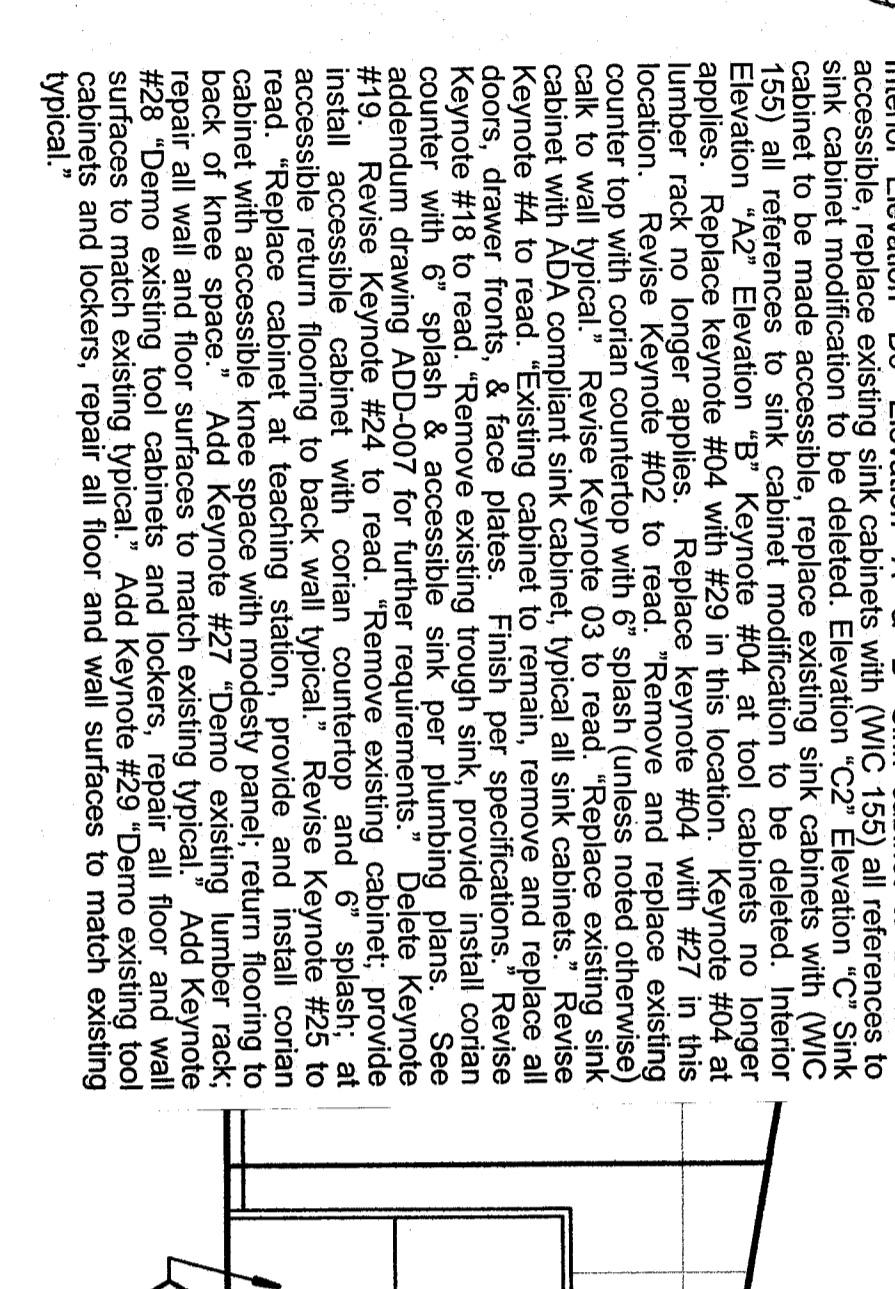 accessible, replace existing sink cabinets with (WIC 155) all references to
sink cabinet modification to be deleted. Elevation "C2" Elevation "C" Sink
cabinet to be made accessible, replace existing sink cabinets with (WIC
155) all references to sink cabinet modification to be deleted. Interior
Elevation "A2" Elevation "B" Keynote #04 at tool cabinets no longer
applies. Replace keynote #04 with #29 in this location. Keynote #04 at
lumber rack no longer applies. Replace keynote #04 with #27 in this
location. Revise Keynote #02 to read. "Remove and replace existing
counter top with corian countertop with 6" splash (unless noted otherwise)
calk to wall typical." Revise Keynote 03 to read. "Replace existing sink
cabinet with ADA compliant sink cabinet, typical all sink cabinets." Revise
Keynote #4 to read. "Existing cabinet to remain, remove and replace all
doors, drawer fronts, & face plates. Finish per specifications." Revise
Keynote #18 to read. "Remove existing trough sink, provide install corian
counter with 6" splash & accessible sink per plumbing plans. See
addendum drawing ADD-007 for further requirements." Delete Keynote
#19. Revise Keynote #24 to read. "Remove existing cabinet; provide
install accessible cabinet with corian countertop and 6" splash; at
accessible return flooring to back wall typical." Revise Keynote #25 to
read. "Replace cabinet at teaching station, provide and install corian
cabinet with accessible knee space with modesty panel; return flooring to
back of knee space." Add Keynote #27 "Demo existing lumber rack;
repair all wall and floor surfaces to match existing typical." Add Keynote
#28 "Demo existing tool cabinets and lockers, repair all floor and wall
surfaces to match existing typical." Add Keynote #29 "Demo existing tool
cabinets and lockers, repair all floor and wall surfaces to match existing
typical."